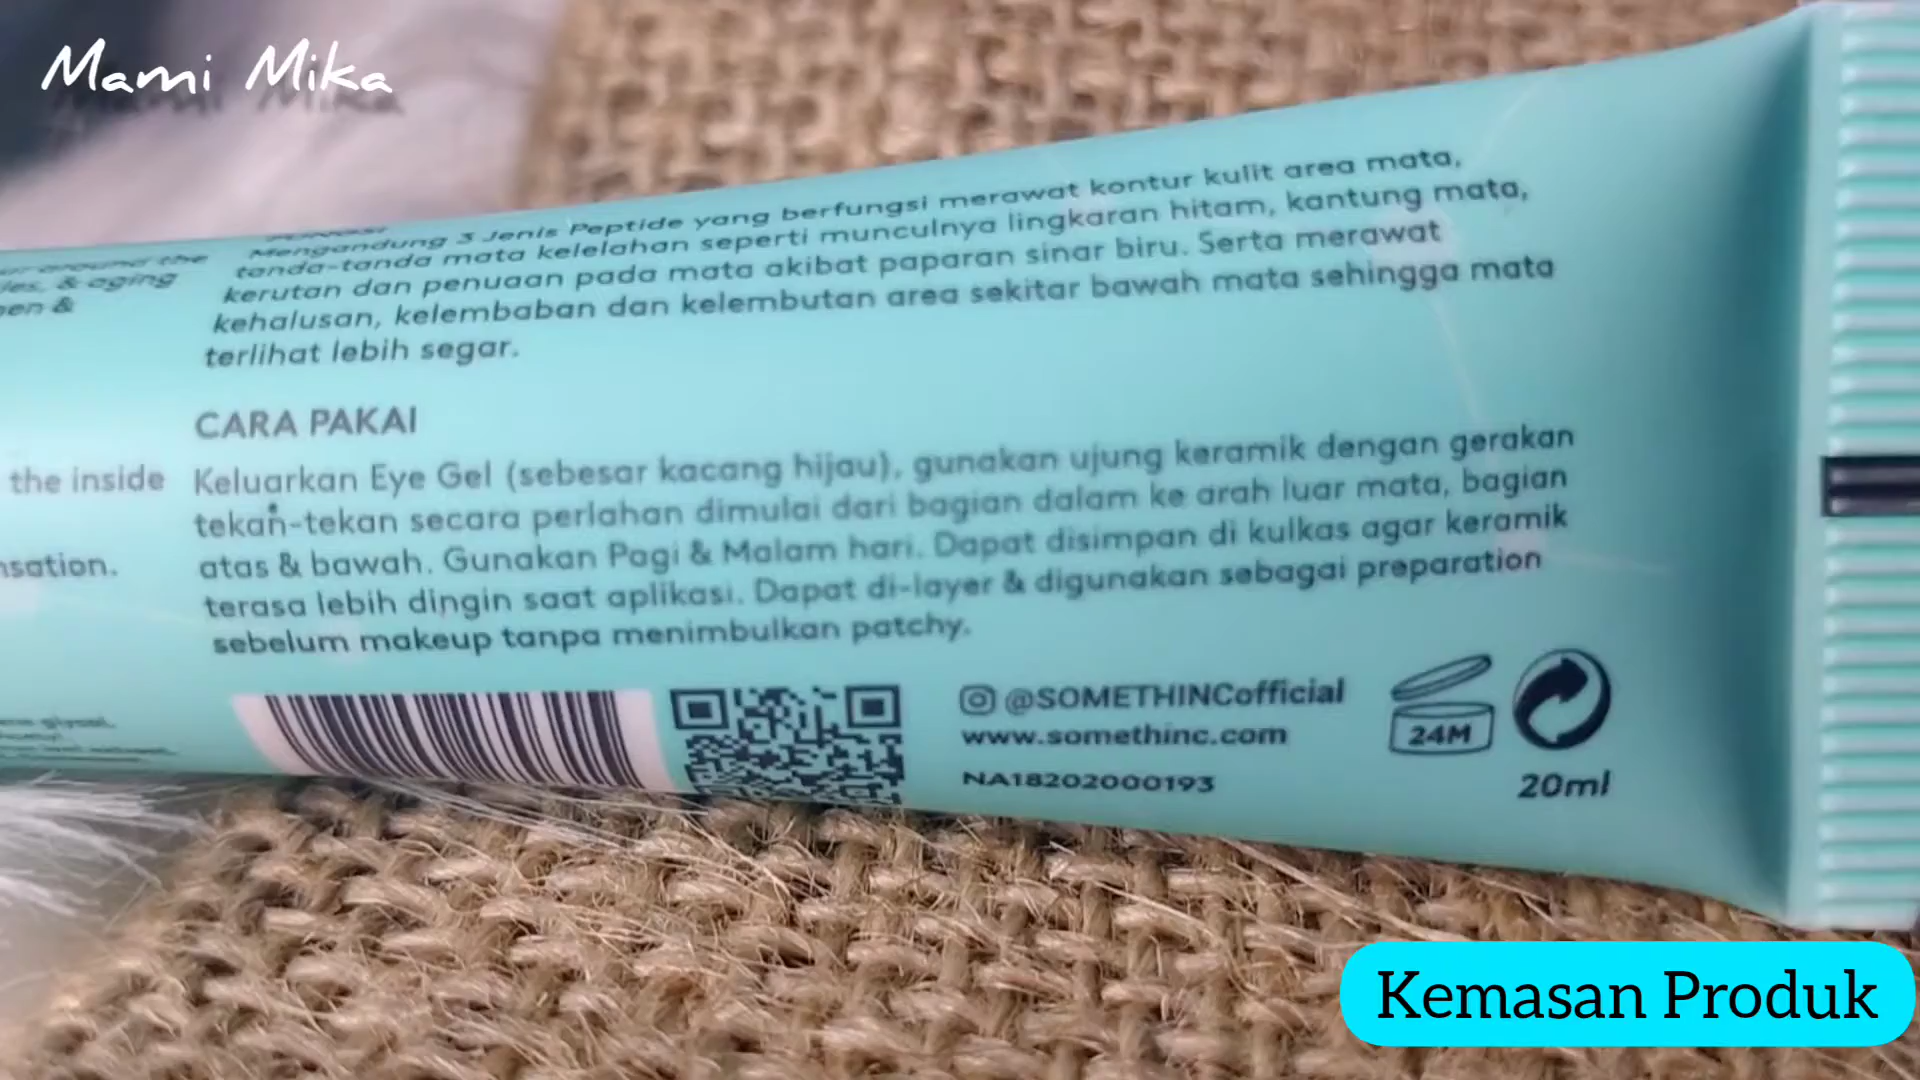 Mami Mika
Mengandung 3 Jenis Peptide yang berfungsi merawat kontur kulit area mata,
tanda-tanda mata kelelahan seperti munculnya lingkaran hitam, kantung mata,
kerutan dan penuaan pada mata akibat paparan sinar biru. Serta merawat
kehalusan, kelembaban dan kelembutan area sekitar bawah mata sehingga mata
terlihat lebih segar.
around the
& aging
&
the inside
CARA PAKAI
Keluarkan Eye Gel (sebesar kacang hijau), gunakan ujung keramik dengan gerakan
tekan-tekan secara perlahan dimulai dari bagian dalam ke arah luar mata, bagian
atas & bawah. Gunakan Pagi & Malam hari. Dapat disimpan di kulkas agar keramik
terasa lebih dingin saat aplikasi. Dapat di-layer & digunakan sebagai preparation
sebelum makeup tanpa menimbulkan patchy.
@SOMETHINCofficial
www.somethinc.com
NA18202000193
24M
20ml
Kemasan Produk